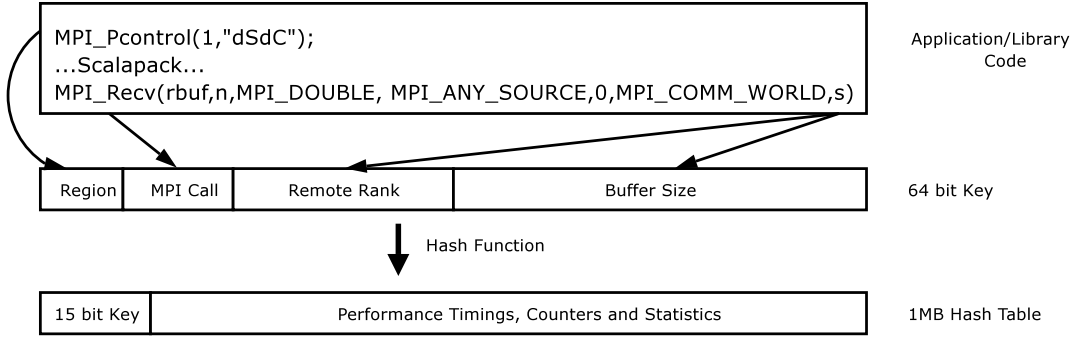 MPI_Pcontrol(1,"dSdC");
...Scalapack...
MPI_Recv(rbuf,n,MPI_DOUBLE, MPI_ANY_SOURCE,0,MPI_COMM_WORLD,s)
Application/Library
Code
Region MPI Call Remote Rank Buffer Size 64 bit Key
Hash Function
15 bit Key Performance Timings, Counters and Statistics 1MB Hash Table